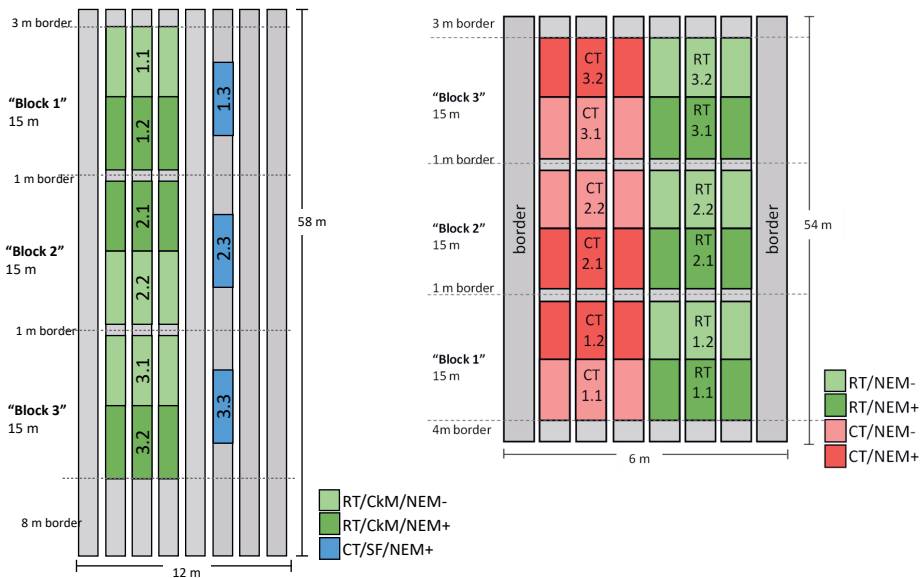 3 m border
1.1
"Block 1"
15 m
1.2
1.3
1 m border
2.1
"Block 2"
15 m
2.2
2.3
58 m
1 m border
3.1
"Block 3"
15 m
3.2
3.3
8 m border
12 m
RT/CkM/NEM-
RT/CkM/NEM+
CT/SF/NEM+
3 m border
CT
3.2
RT
3.2
"Block 3"
15 m
CT
3.1
RT
3.1
1 m border
CT
2.2
RT
2.2
"Block 2"
15 m
CT
2.1
RT
2.1
border
border
54 m
1 m border
CT
1.2
RT
1.2
"Block 1"
15 m
CT
1.1
RT
1.1
4m border
6 m
RT/NEM-
RT/NEM+
CT/NEM-
CT/NEM+